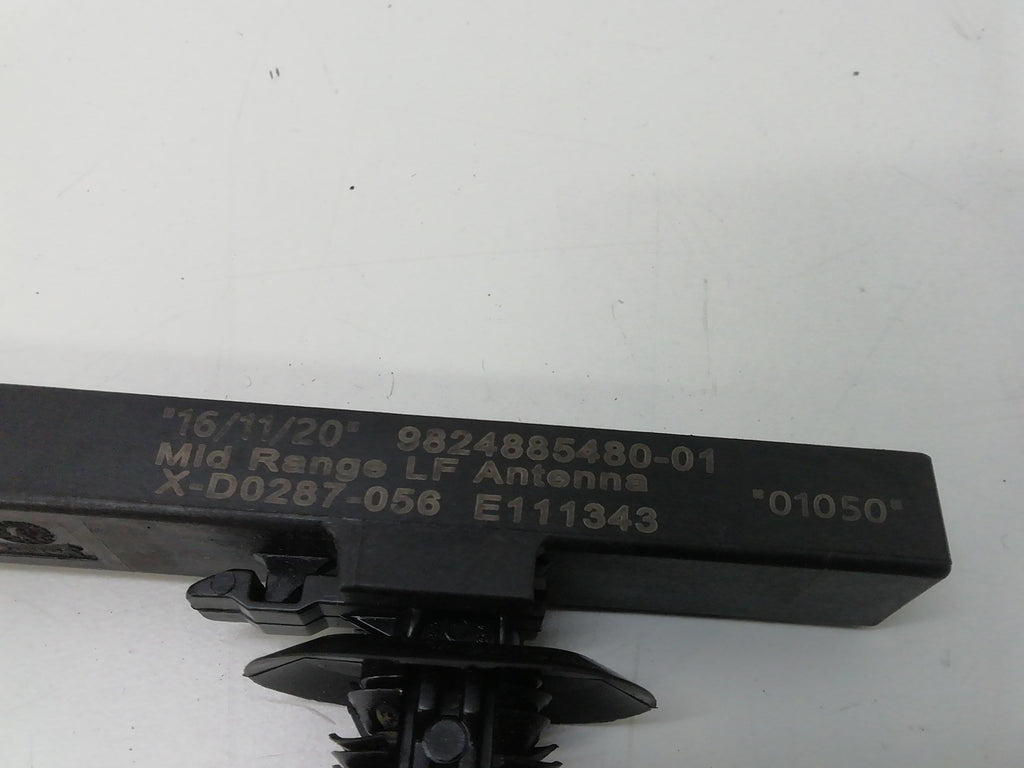 "16/11/20" 9824885480-01
Mid Range LF Antenna
X-D0287-056 E111343
"01050"